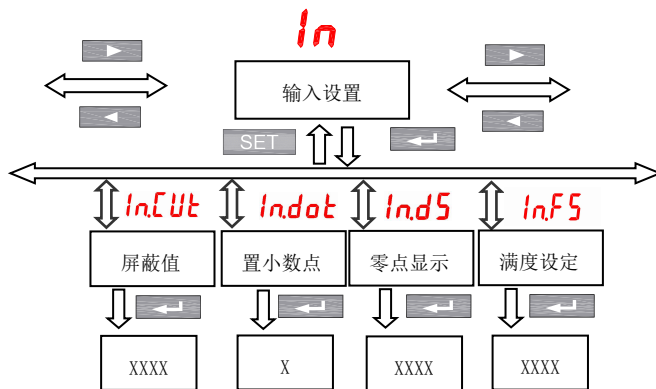 In
输入设置
SET
In.CUt
In.dot
In.dS
In.FS
屏蔽值
置小数点
零点显示
满度设定
XXXX
X
XXXX
XXXX